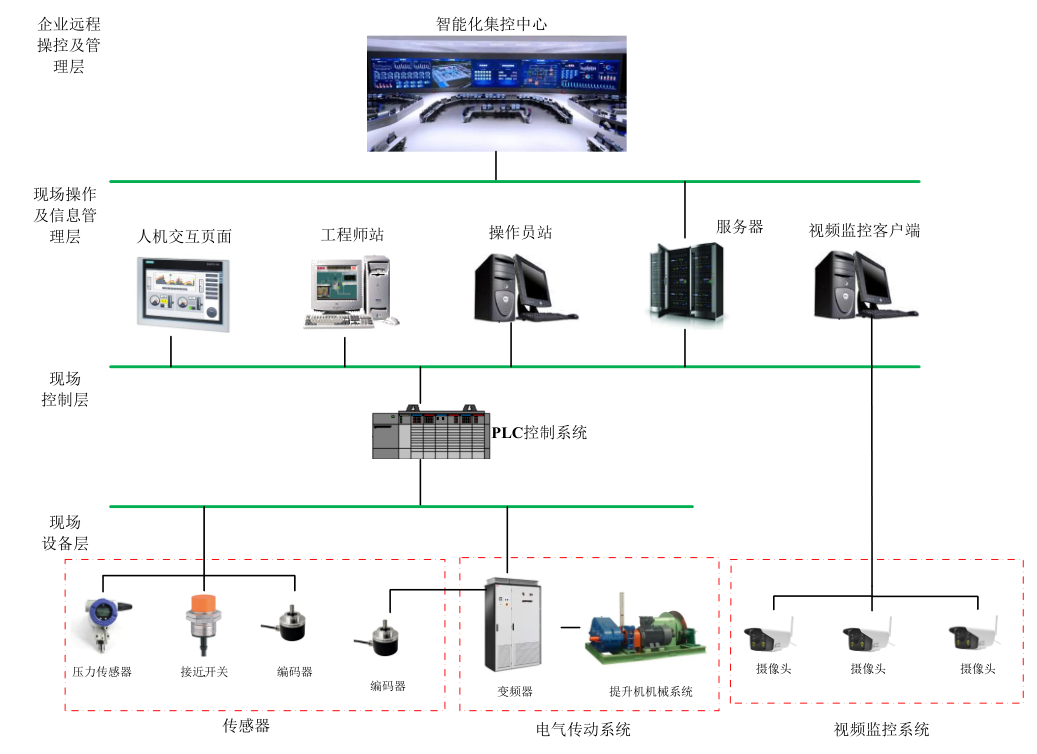 企业远程
操控及管
理层
智能化集控中心
现场操作
及信息管
理层
人机交互页面
工程师站
操作员站
服务器
视频监控客户端
现场
控制层
PLC控制系统
现场
设备层
压力传感器
接近开关
编码器
编码器
变频器
提升机机械系统
摄像头
摄像头
摄像头
传感器
电气传动系统
视频监控系统